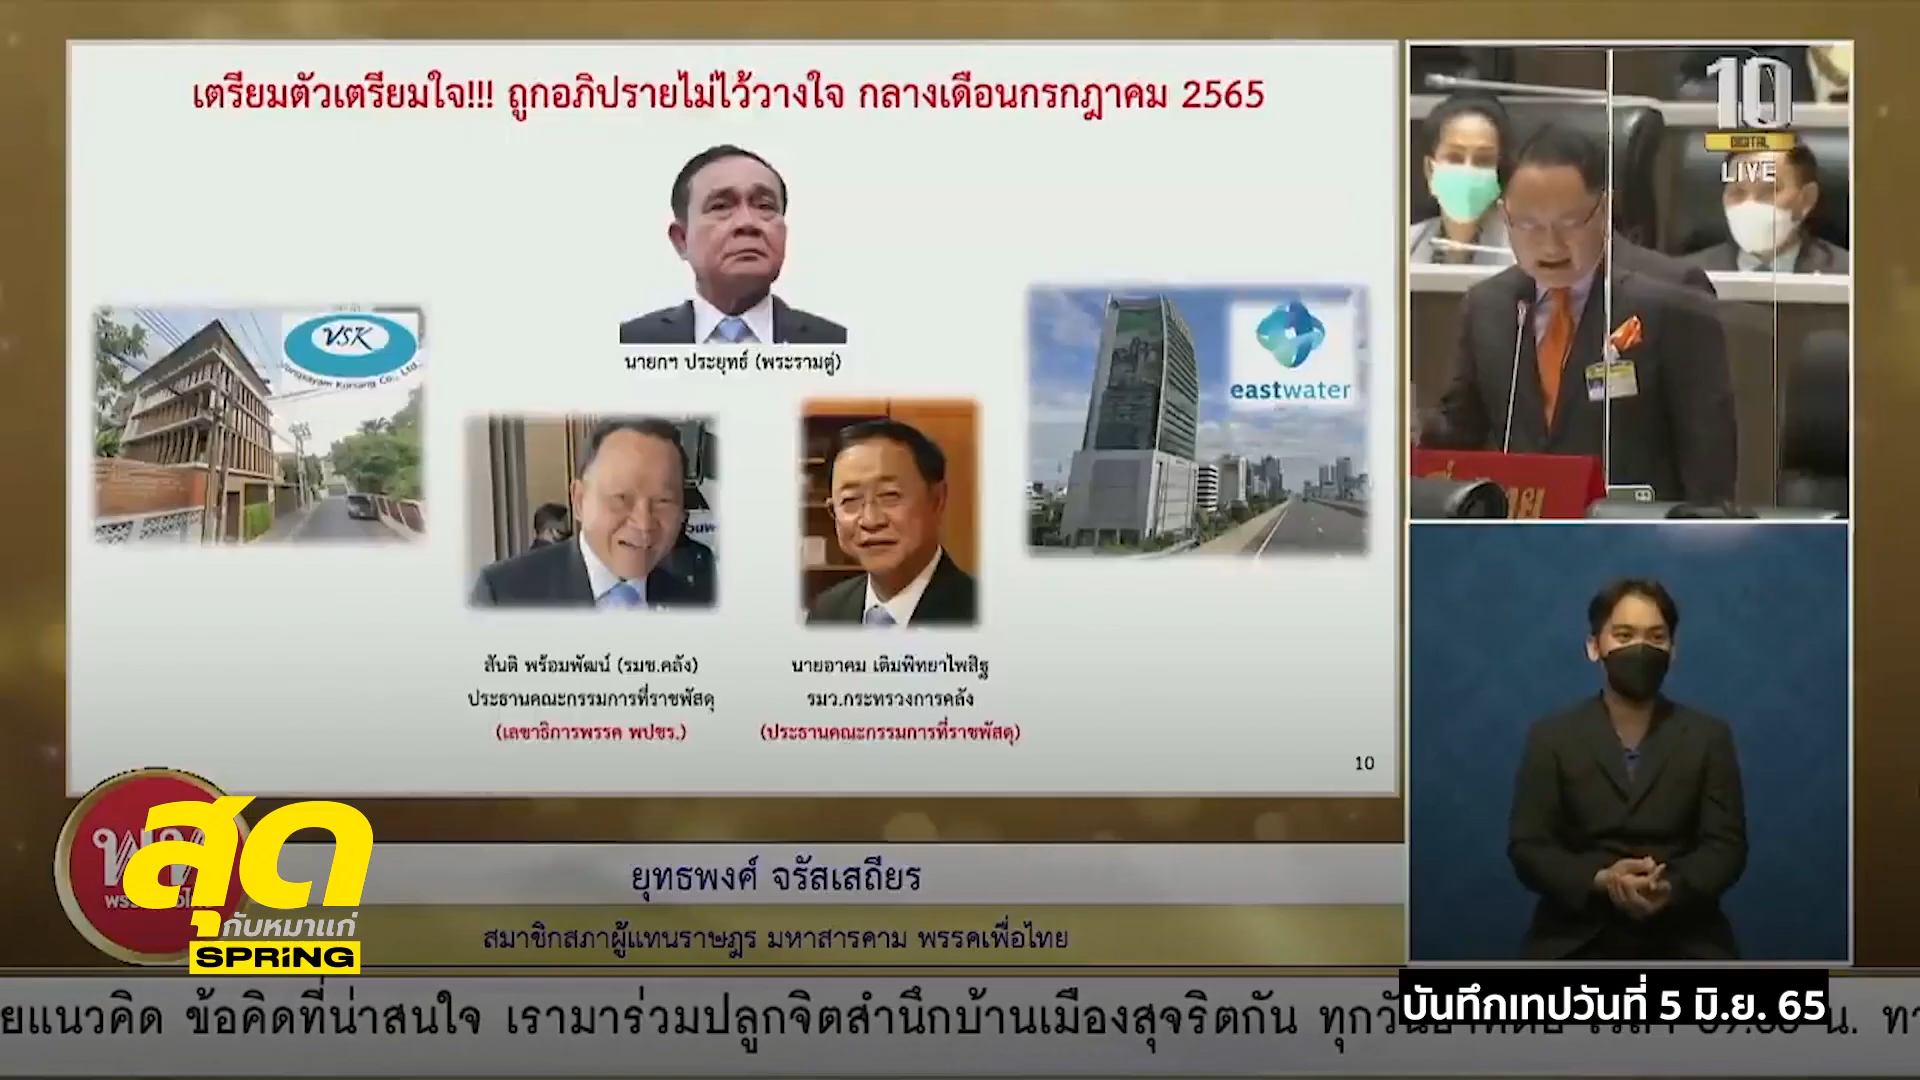 เตรียมตัวเตรียมใจ!!! ถูกอภิปรายไม่ไว้วางใจ กลางเดือนกรกฎาคม 2565
นายกฯ ประยุทธ์ (พระรามตู่)
VSK
Vongsayam Korsang Co., Ltd.
eastwater
สันติ พร้อมพัฒน์ (รมช.คลัง)
ประธานคณะกรรมการที่ราชพัสดุ
(เลขาธิการพรรค พปชร.)
นายอาคม เติมพิทยาไพสิฐ
รมว.กระทรวงการคลัง
(ประธานคณะกรรมการที่ราชพัสดุ)
10
10
DIGITAL
LIVE
สุด
กับหมาแก่
SPRiNG
ยุทธพงศ์ จรัสเสถียร
สมาชิกสภาผู้แทนราษฎร มหาสารคาม พรรคเพื่อไทย
ยแนวคิด ข้อคิดที่น่าสนใจ เรามาร่วมปลูกจิตสำนึกบ้านเมืองสุจริตกัน น.
บันทึกเทปวันที่ 5 มิ.ย. 65